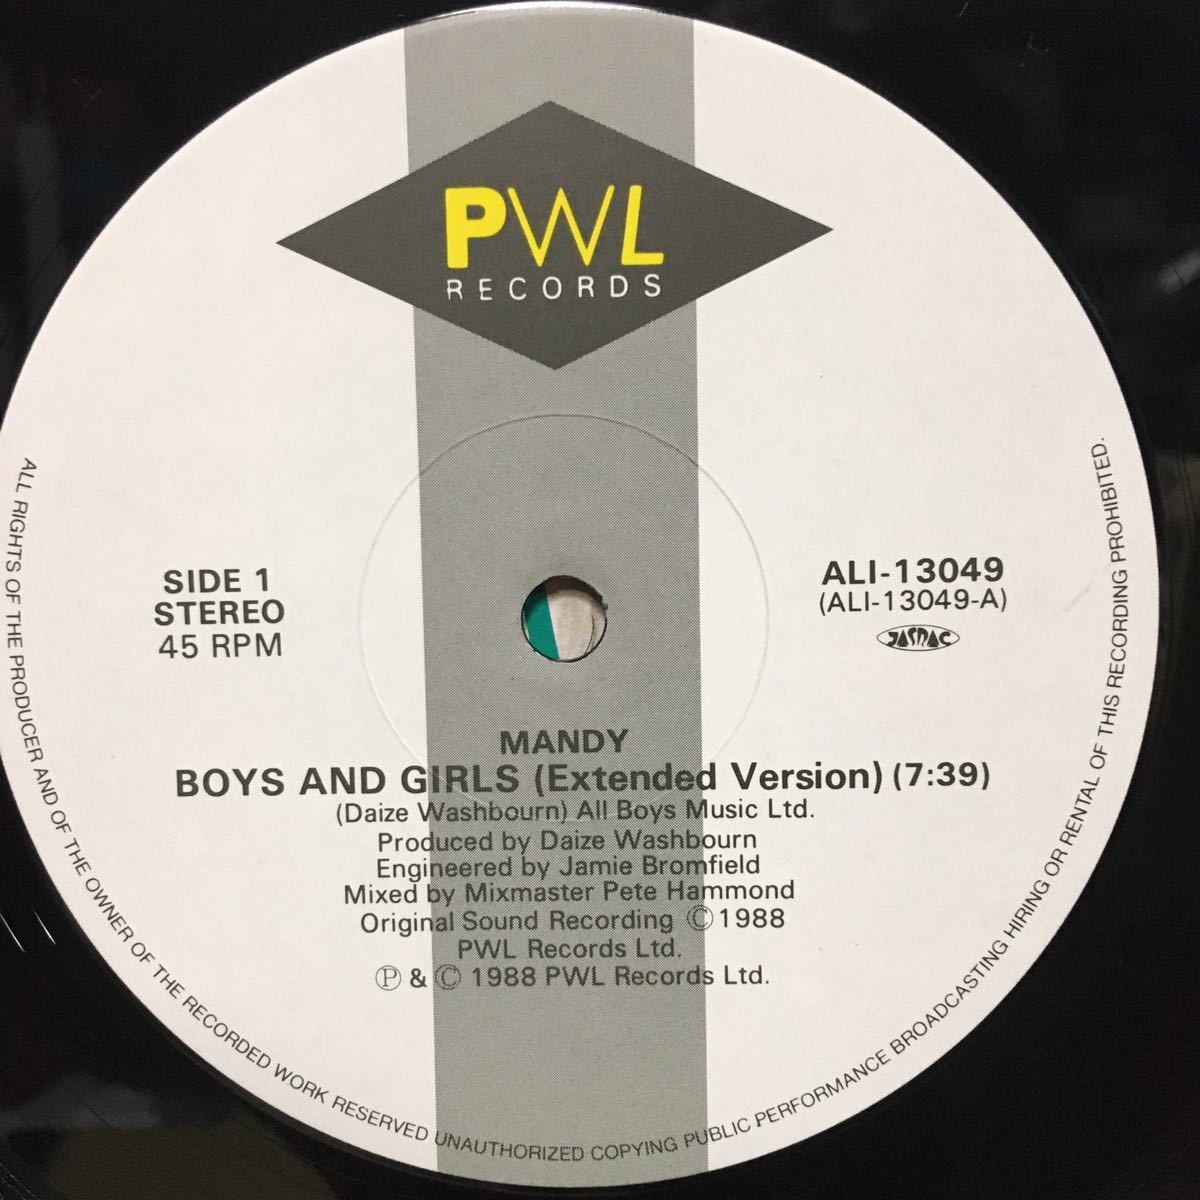 PWL
RECORDS
SIDE 1
STEREO
45 RPM
ALI-13049
(ALI-13049-A)
JASRAC
MANDY
BOYS AND GIRLS (Extended Version) (7:39)
(Daize Washbourn) All Boys Music Ltd.
Produced by Daize Washbourn
Engineered by Jamie Bromfield
Mixed by Mixmaster Pete Hammond
Original Sound Recording Ⓒ 1988
PWL Records Ltd.
Ⓟ & Ⓒ 1988 PWL Records Ltd.
ALL RIGHTS OF THE PRODUCER AND OF THE OWNER OF THE RECORDED WORK RESERVED UNAUTHORIZED COPYING PUBLIC PERFORMANCE BROADCASTING HIRING OR RENTAL OF THIS RECORDING PROHIBITED.